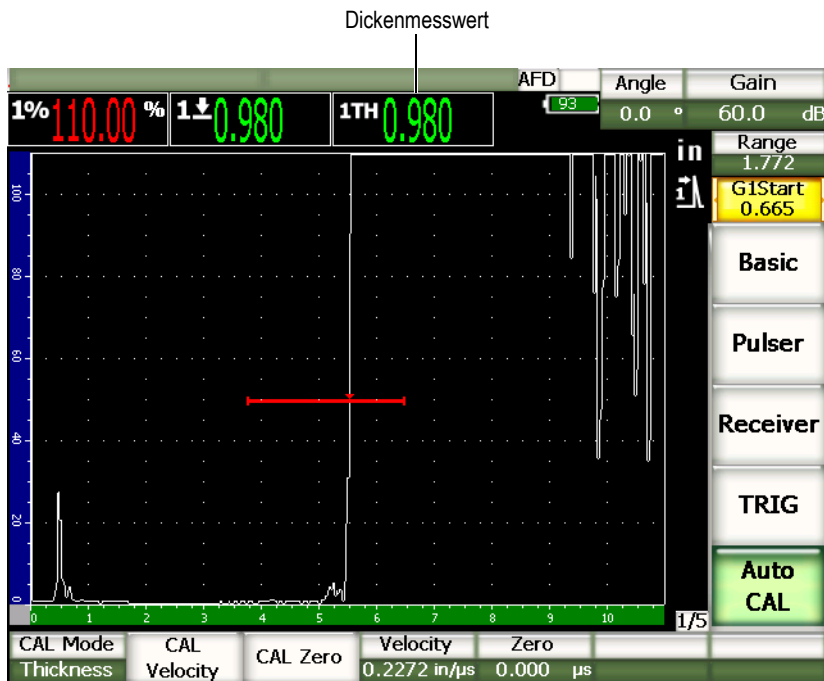 Dickenmesswert
AFD
Angle
Gain
1% 110.00 %
1 0.980
1TH 0.980
93
0.0 º
60.0 dB
in
Range
1.772
1
G1Start
0.665
Basic
Pulser
Receiver
TRIG
Auto
CAL
100
80
60
40
20
0
0 1 2 3 4 5 6 7 8 9 10
1/5
CAL Mode
Thickness
CAL
Velocity
CAL Zero
Velocity
0.2272 in/µs
Zero
0.000 µs